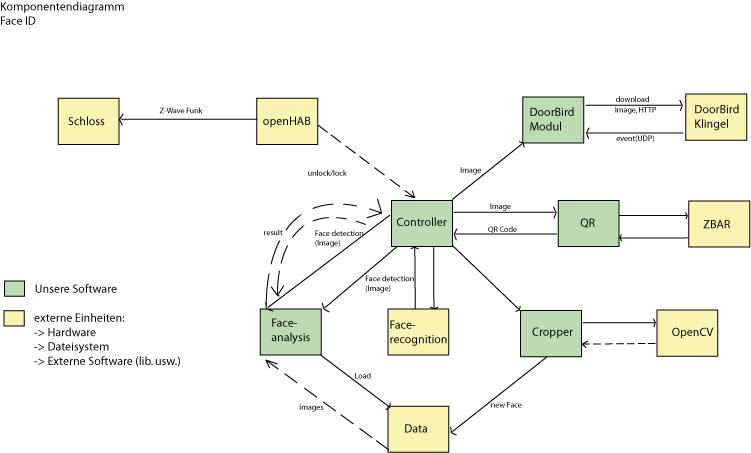 Komponentendiagramm
Face ID
Schloss
Z-Wave Funk
openHAB
DoorBird
Modul
download
Image, HTTP
event(UDP)
DoorBird
Klingel
unlock/lock
Image
Controller
Image
QR Code
QR
ZBAR
result
Face detection
(Image)
Face detection
(Image)
Unsere Software
externe Einheiten:
-> Hardware
-> Dateisystem
-> Externe Software (lib. usw.)
Face-
analysis
Face-
recognition
Cropper
OpenCV
Load
images
new Face
Data